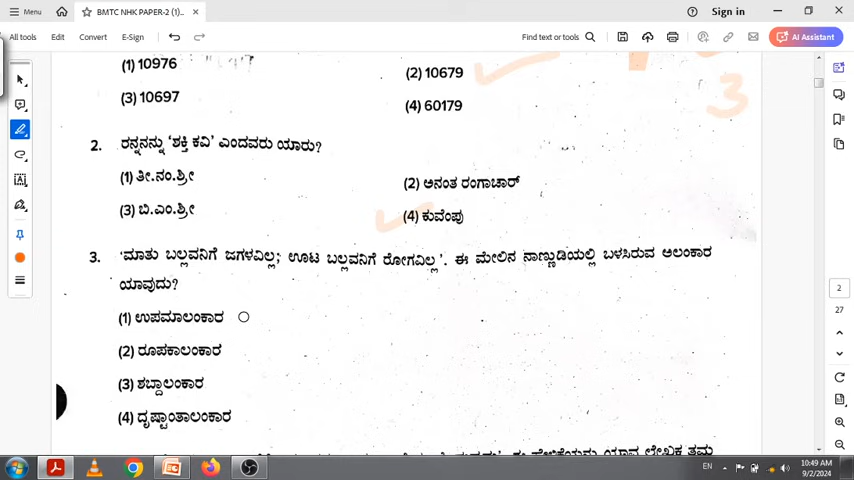 Menu
BMTC NHK PAPER-2 (1)...
Sign in
All tools Edit Convert E-Sign
Find text or tools
AI Assistant
(1) 10976
(2) 10679
(3) 10697
(4) 60179
3
2. ರನ್ನನನ್ನು 'ಶಕ್ತಿ ಕವಿ' ಎಂದವರು ಯಾರು?
(1) ತೀ.ನಂ.ಶ್ರೀ
(2) ಅನಂತ ರಂಗಾಚಾರ್
(3) ಬಿ.ಎಂ.ಶ್ರೀ
(4) ಕುವೆಂಪು
3. 'ಮಾತು ಬಲ್ಲವನಿಗೆ ಜಗಳವಿಲ್ಲ; ಊಟ ಬಲ್ಲವನಿಗೆ ರೋಗವಿಲ್ಲ'. ಈ ಮೇಲಿನ ನಾಣ್ಣುಡಿಯಲ್ಲಿ ಬಳಸಿರುವ ಅಲಂಕಾರ
ಯಾವುದು?
(1) ಉಪಮಾಲಂಕಾರ
(2) ರೂಪಕಾಲಂಕಾರ
(3) ಶಬ್ದಾಲಂಕಾರ
(4) ದೃಷ್ಟಾಂತಾಲಂಕಾರ
2
27
EN
10:49 AM
9/2/2024